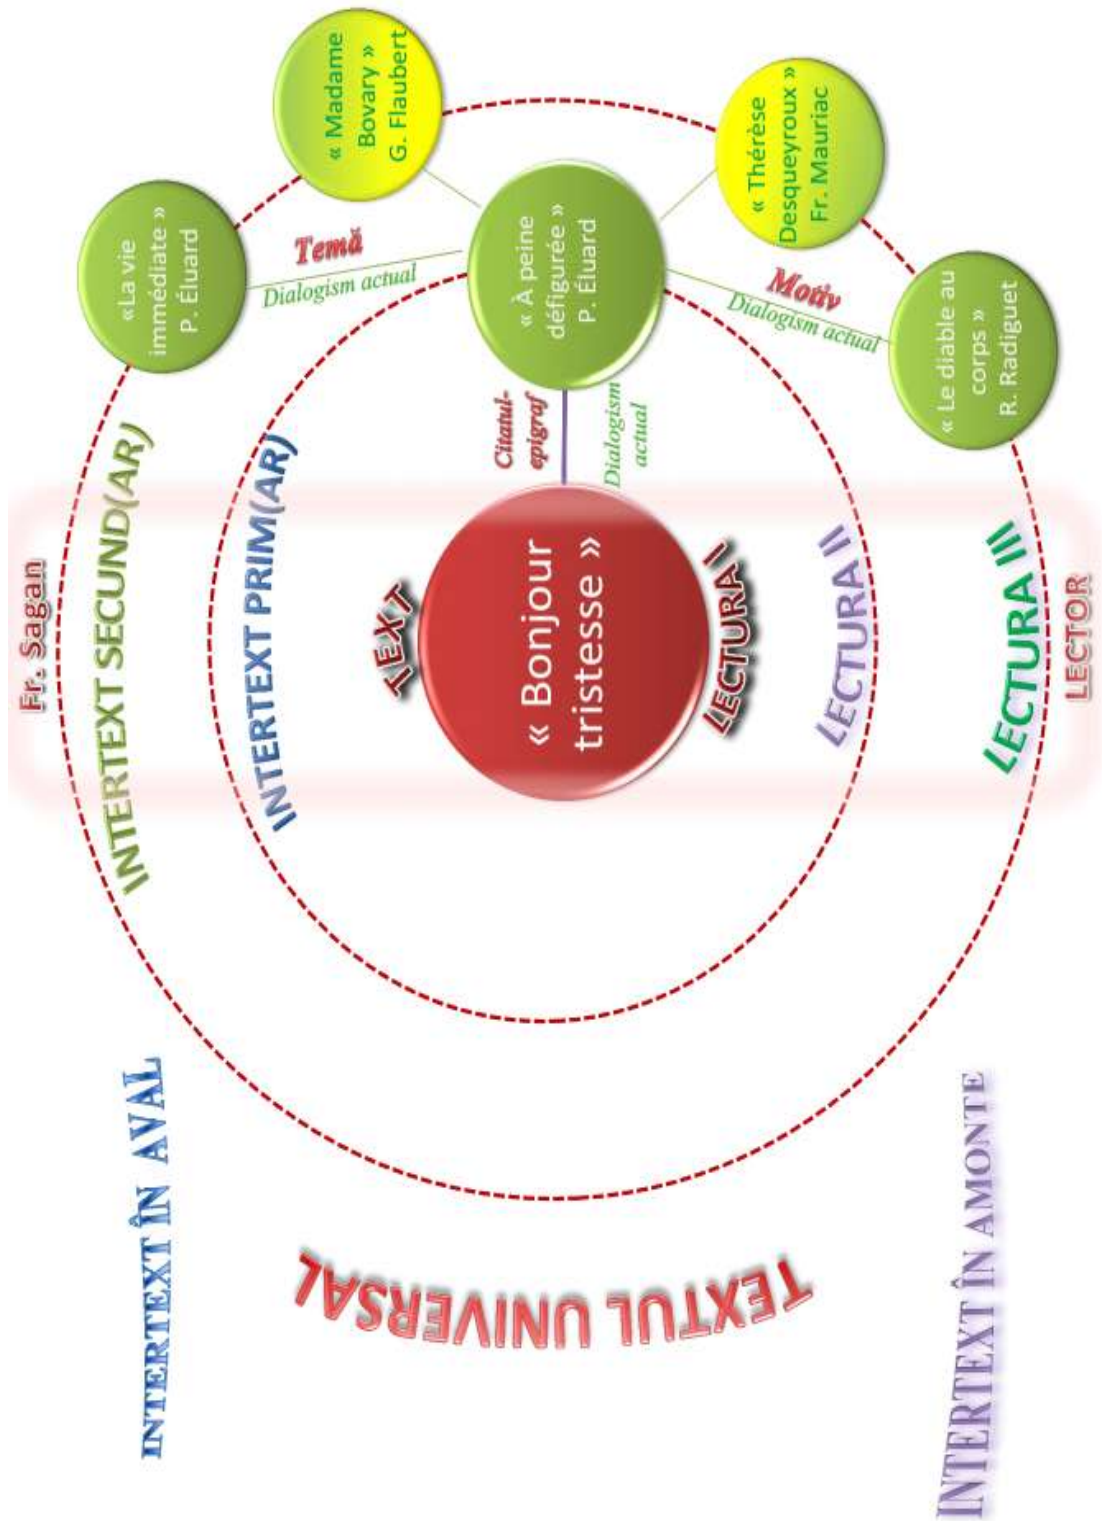 Fr. Sagan
INTERTEXT SECUND(AR)
INTERTEXT PRIM(AR)
INTERTEXT ÎN AVAL
«La vie
immédiate »
P. Éluard
« Madame
Bovary »
G. Flaubert
Temă
Dialogism actual
« À peine
défigurée »
P. Éluard
« Thérèse
Desqueyroux »
Fr. Mauriac
Motiv
Dialogism actual
« Le diable au
corps »
R. Radiguet
Citatul-
epigraf
Dialogism
actual
TEXT
« Bonjour
tristesse »
LECTURA I
LECTURA II
LECTURA III
LECTOR
TEXTUL UNIVERSAL
INTERTEXT ÎN AMONTE